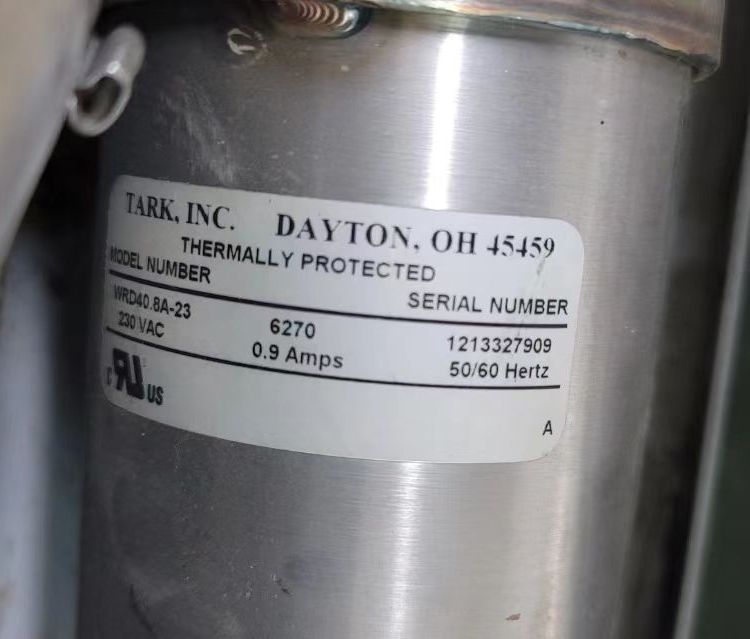 TARK, INC. DAYTON, OH 45459
THERMALLY PROTECTED
MODEL NUMBER SERIAL NUMBER
WRD40.8A-23 6270 1213327909
230 VAC 0.9 Amps 50/60 Hertz
C RU US
A